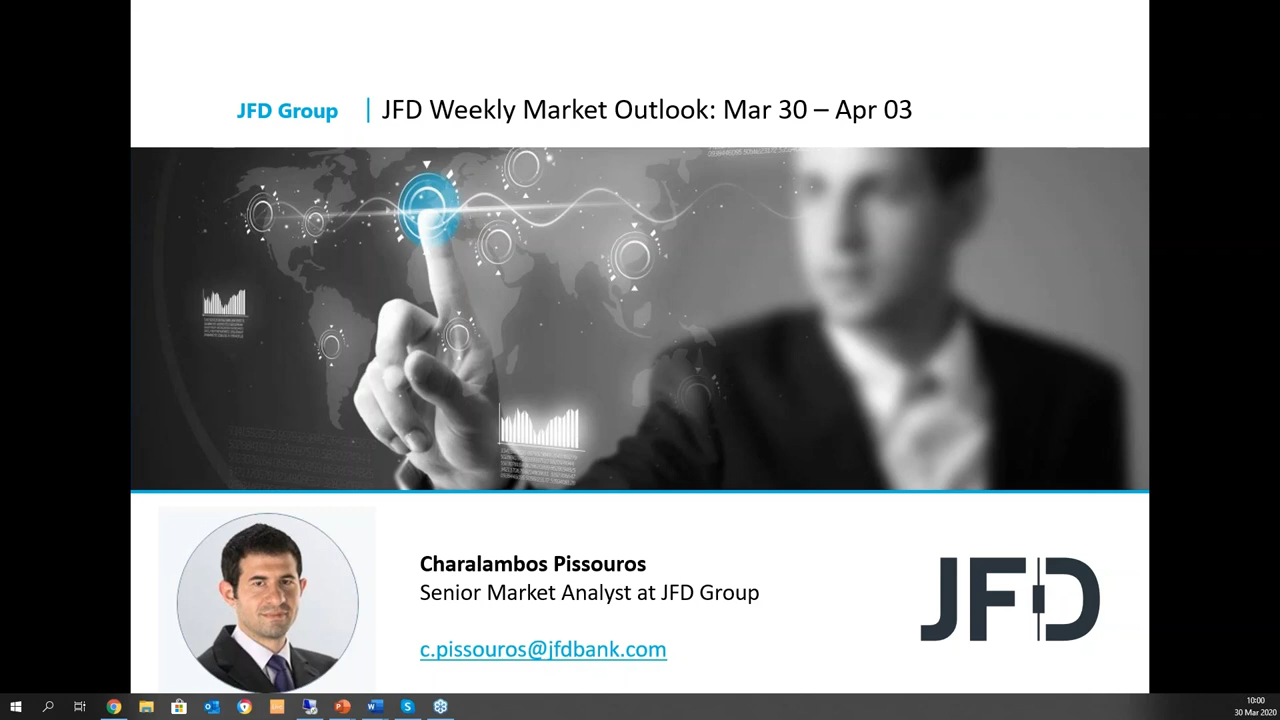 JFD Group | JFD Weekly Market Outlook: Mar 30 – Apr 03
Charalambos Pissouros
Senior Market Analyst at JFD Group
c.pissouros@jfdbank.com
JFD
10:00
30 Mar 2020